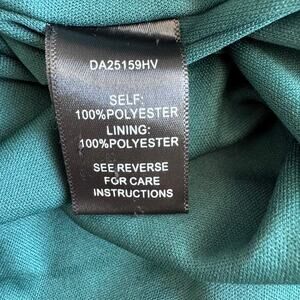 DA25159HV
SELF:
100%POLYESTER
LINING:
100%POLYESTER
SEE REVERSE
FOR CARE
INSTRUCTIONS